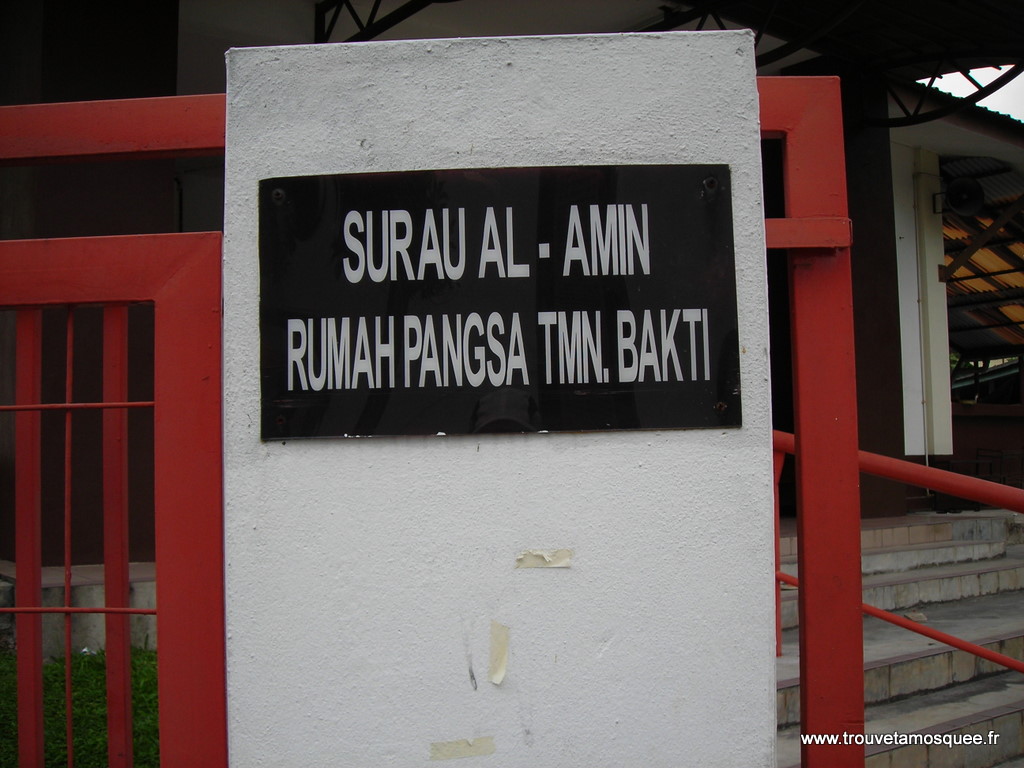 SURAU AL - AMIN
RUMAH PANGSA TMN. BAKTI
www.trouvetamosquee.fr